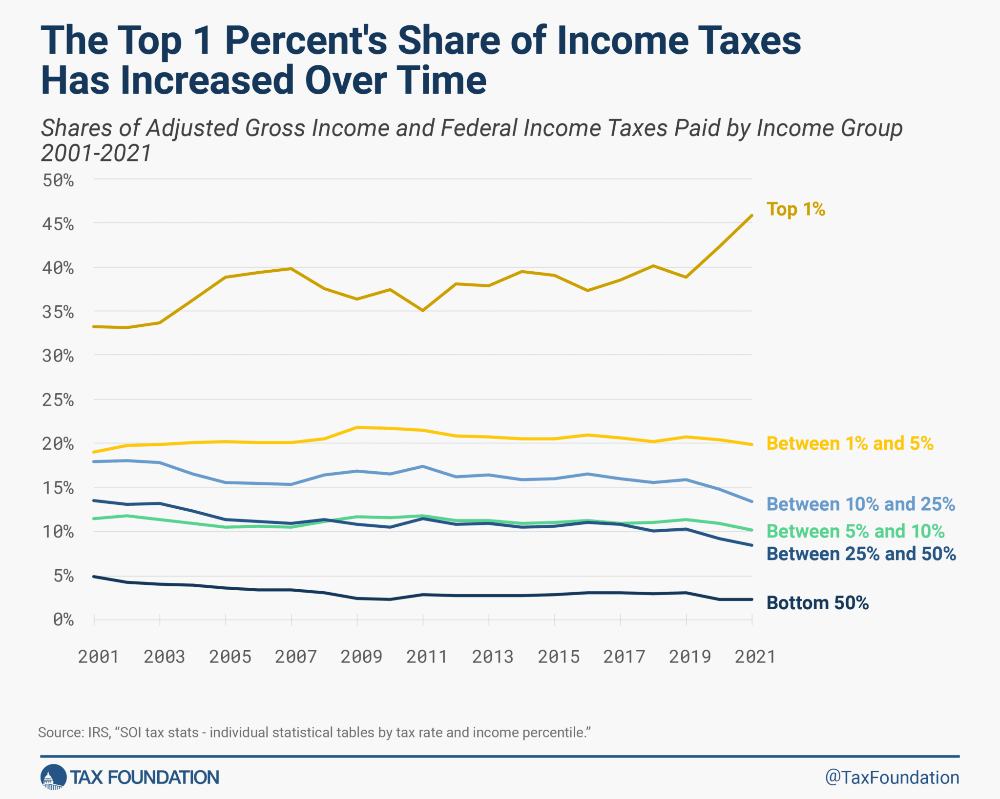 The Top 1 Percent's Share of Income Taxes
Has Increased Over Time
Shares of Adjusted Gross Income and Federal Income Taxes Paid by Income Group
2001-2021
50%
45%
40%
35%
30%
25%
20%
15%
10%
5%
0%
Top 1%
Between 1% and 5%
Between 10% and 25%
Between 5% and 10%
Between 25% and 50%
Bottom 50%
2001 2003 2005 2007 2009 2011 2013 2015 2017 2019 2021
Source: IRS, “SOI tax stats - individual statistical tables by tax rate and income percentile.”
TAX FOUNDATION
@TaxFoundation